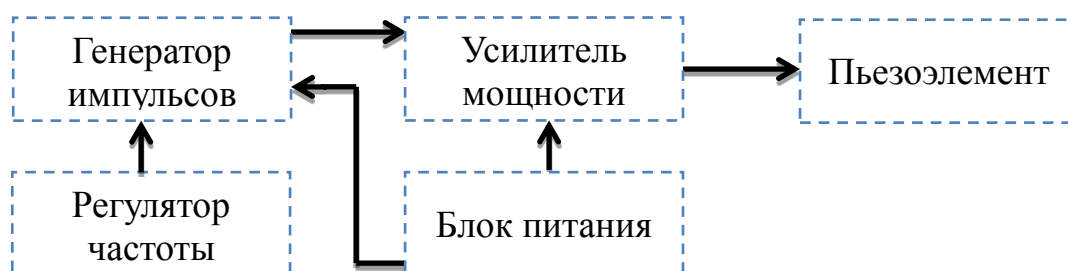 Генератор
импульсов
Усилитель
мощности
Пьезоэлемент
Регулятор
частоты
Блок питания